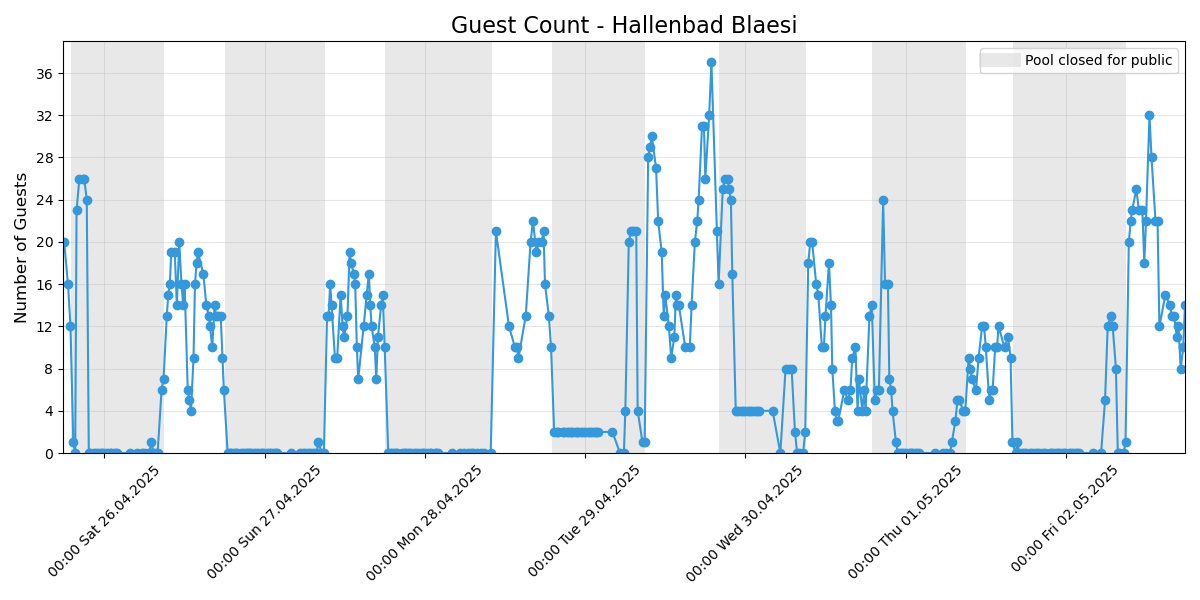 Guest Count - Hallenbad Blaesi
Pool closed for public
Number of Guests
36
32
28
24
20
16
12
8
4
0
00:00 Sat 26.04.2025
00:00 Sun 27.04.2025
00:00 Mon 28.04.2025
00:00 Tue 29.04.2025
00:00 Wed 30.04.2025
00:00 Thu 01.05.2025
00:00 Fri 02.05.2025